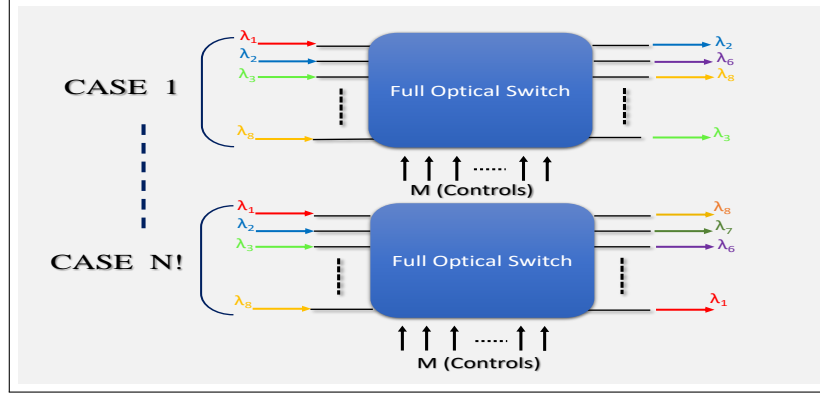 λ1
λ2
λ3
λ8
CASE 1
Full Optical Switch
λ2
λ6
λ8
λ3
M (Controls)
λ1
λ2
λ3
λ8
CASE N!
Full Optical Switch
λ8
λ7
λ6
λ1
M (Controls)